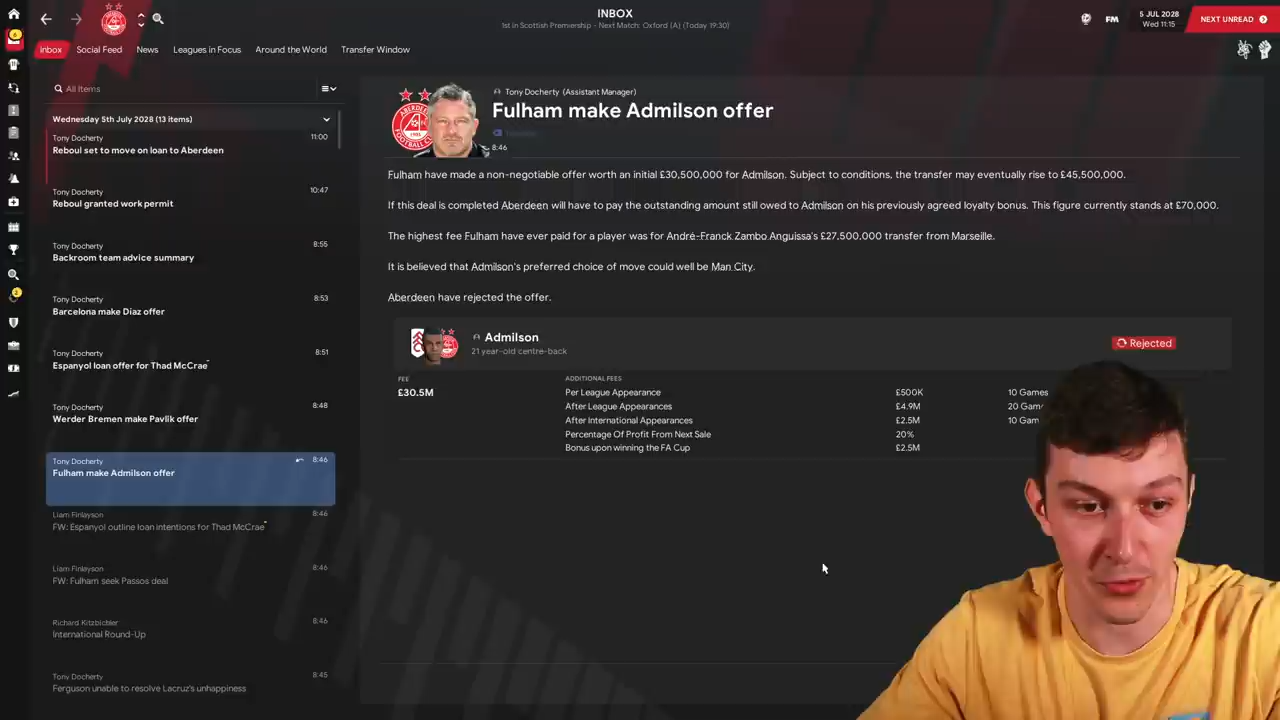 INBOX
1st in Scottish Premiership - Next Match: Oxford (A) (Today 19:30)
FM
5 JUL 2028
Wed 11:15
NEXT UNREAD
Inbox
Social Feed
News
Leagues in Focus
Around the World
Transfer Window
All Items
Wednesday 5th July 2028 (13 items)
Tony Docherty 11:00
Reboul set to move on loan to Aberdeen
Tony Docherty 10:47
Reboul granted work permit
Tony Docherty 8:55
Backroom team advice summary
Tony Docherty 8:53
Barcelona make Diaz offer
Tony Docherty 8:51
Espanyol loan offer for Thad McCrae
Tony Docherty 8:48
Werder Bremen make Pavlik offer
Tony Docherty 8:46
Fulham make Admilson offer
Liam Finlayson 8:46
FW: Espanyol outline loan intentions for Thad McCrae
Liam Finlayson 8:46
FW: Fulham seek Passos deal
Richard Kitzbichler 8:46
International Round-Up
Tony Docherty 8:45
Ferguson unable to resolve Lacruz's unhappiness
Tony Docherty (Assistant Manager)
Fulham make Admilson offer
8:46
Fulham have made a non-negotiable offer worth an initial £30,500,000 for Admilson. Subject to conditions, the transfer may eventually rise to £45,500,000.
If this deal is completed Aberdeen will have to pay the outstanding amount still owed to Admilson on his previously agreed loyalty bonus. This figure currently stands at £70,000.
The highest fee Fulham have ever paid for a player was for André-Franck Zambo Anguissa's £27,500,000 transfer from Marseille.
It is believed that Admilson's preferred choice of move could well be Man City.
Aberdeen have rejected the offer.
Admilson
21 year-old centre-back
Rejected
FEE
£30.5M
ADDITIONAL FEES
Per League Appearance £500K 10 Games
After League Appearances £4.9M 20
After International Appearances £2.5M 10
Percentage Of Profit From Next Sale 20%
Bonus upon winning the FA Cup £2.5M